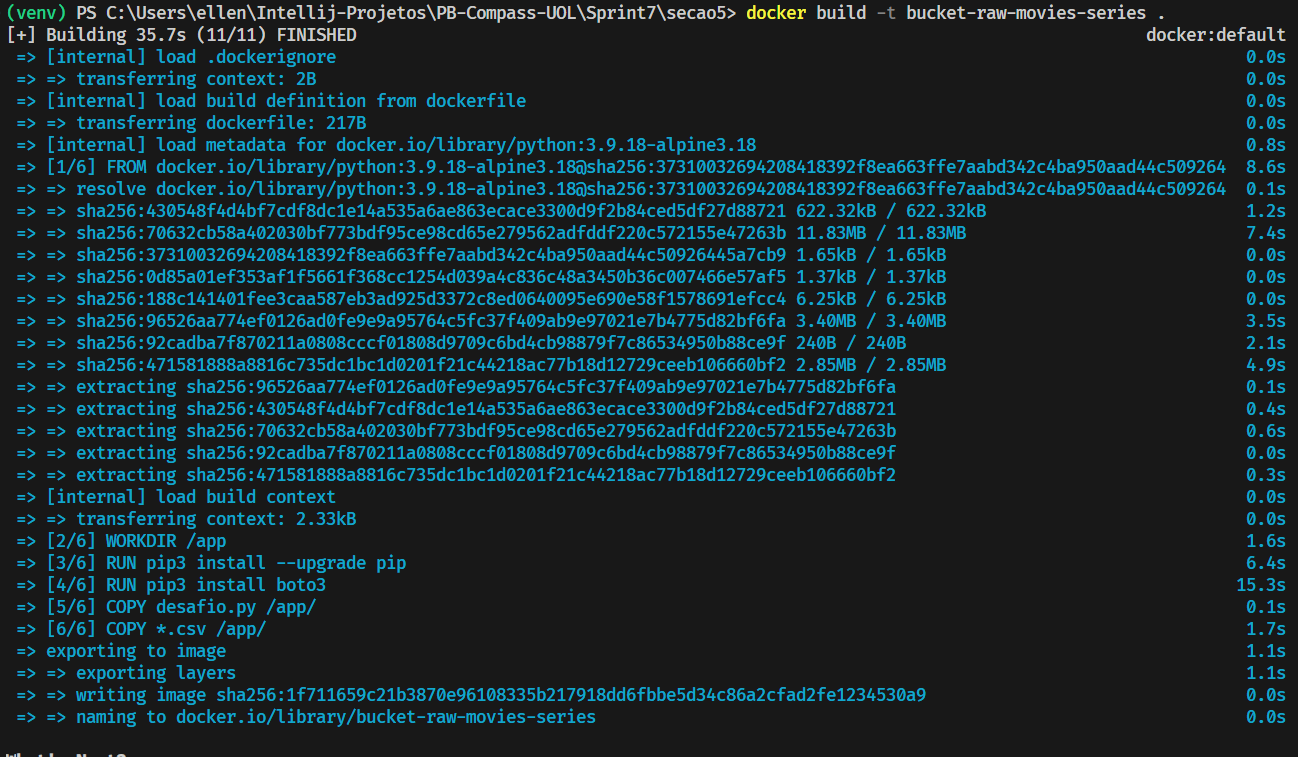 (venv) PS C:\Users\ellen\Intellij-Projetos\PB-Compass-UOL\Sprint7\secao5> docker build -t bucket-raw-movies-series .
[+] Building 35.7s (11/11) FINISHED docker:default
=> [internal] load .dockerignore 0.0s
=> => transferring context: 2B 0.0s
=> [internal] load build definition from dockerfile 0.0s
=> => transferring dockerfile: 217B 0.0s
=> [internal] load metadata for docker.io/library/python:3.9.18-alpine3.18 0.8s
=> [1/6] FROM docker.io/library/python:3.9.18-alpine3.18@sha256:37310032694208418392f8ea663ffe7aabd342c4ba950aad44c509264 8.6s
=> => resolve docker.io/library/python:3.9.18-alpine3.18@sha256:37310032694208418392f8ea663ffe7aabd342c4ba950aad44c509264 0.1s
=> => sha256:430548f4d4bf7cdf8dc1e14a535a6ae863ecace3300d9f2b84ced5df27d88721 622.32kB / 622.32kB 1.2s
=> => sha256:70632cb58a402030bf773bdf95ce98cd65e279562adfddf220c572155e47263b 11.83MB / 11.83MB 7.4s
=> => sha256:37310032694208418392f8ea663ffe7aabd342c4ba950aad44c50926445a7cb9 1.65kB / 1.65kB 0.0s
=> => sha256:0d85a01ef353af1f5661f368cc1254d039a4c836c48a3450b36c007466e57af5 1.37kB / 1.37kB 0.0s
=> => sha256:188c141401fee3caa587eb3ad925d3372c8ed0640095e690e58f1578691efcc4 6.25kB / 6.25kB 0.0s
=> => sha256:96526aa774ef0126ad0fe9e9a95764c5fc37f409ab9e97021e7b4775d82bf6fa 3.40MB / 3.40MB 3.5s
=> => sha256:92cadba7f870211a0808cccf01808d9709c6bd4cb98879f7c86534950b88ce9f 240B / 240B 2.1s
=> => sha256:471581888a8816c735dc1bc1d0201f21c44218ac77b18d12729ceeb106660bf2 2.85MB / 2.85MB 4.9s
=> => extracting sha256:96526aa774ef0126ad0fe9e9a95764c5fc37f409ab9e97021e7b4775d82bf6fa 0.1s
=> => extracting sha256:430548f4d4bf7cdf8dc1e14a535a6ae863ecace3300d9f2b84ced5df27d88721 0.4s
=> => extracting sha256:70632cb58a402030bf773bdf95ce98cd65e279562adfddf220c572155e47263b 0.6s
=> => extracting sha256:92cadba7f870211a0808cccf01808d9709c6bd4cb98879f7c86534950b88ce9f 0.0s
=> => extracting sha256:471581888a8816c735dc1bc1d0201f21c44218ac77b18d12729ceeb106660bf2 0.3s
=> [internal] load build context 0.0s
=> => transferring context: 2.33kB 0.0s
=> [2/6] WORKDIR /app 1.6s
=> [3/6] RUN pip3 install --upgrade pip 6.4s
=> [4/6] RUN pip3 install boto3 15.3s
=> [5/6] COPY desafio.py /app/ 0.1s
=> [6/6] COPY *.csv /app/ 1.7s
=> exporting to image 1.1s
=> => exporting layers 1.1s
=> => writing image sha256:1f711659c21b3870e96108335b217918dd6fbbe5d34c86a2cfad2fe1234530a9 0.0s
=> => naming to docker.io/library/bucket-raw-movies-series 0.0s